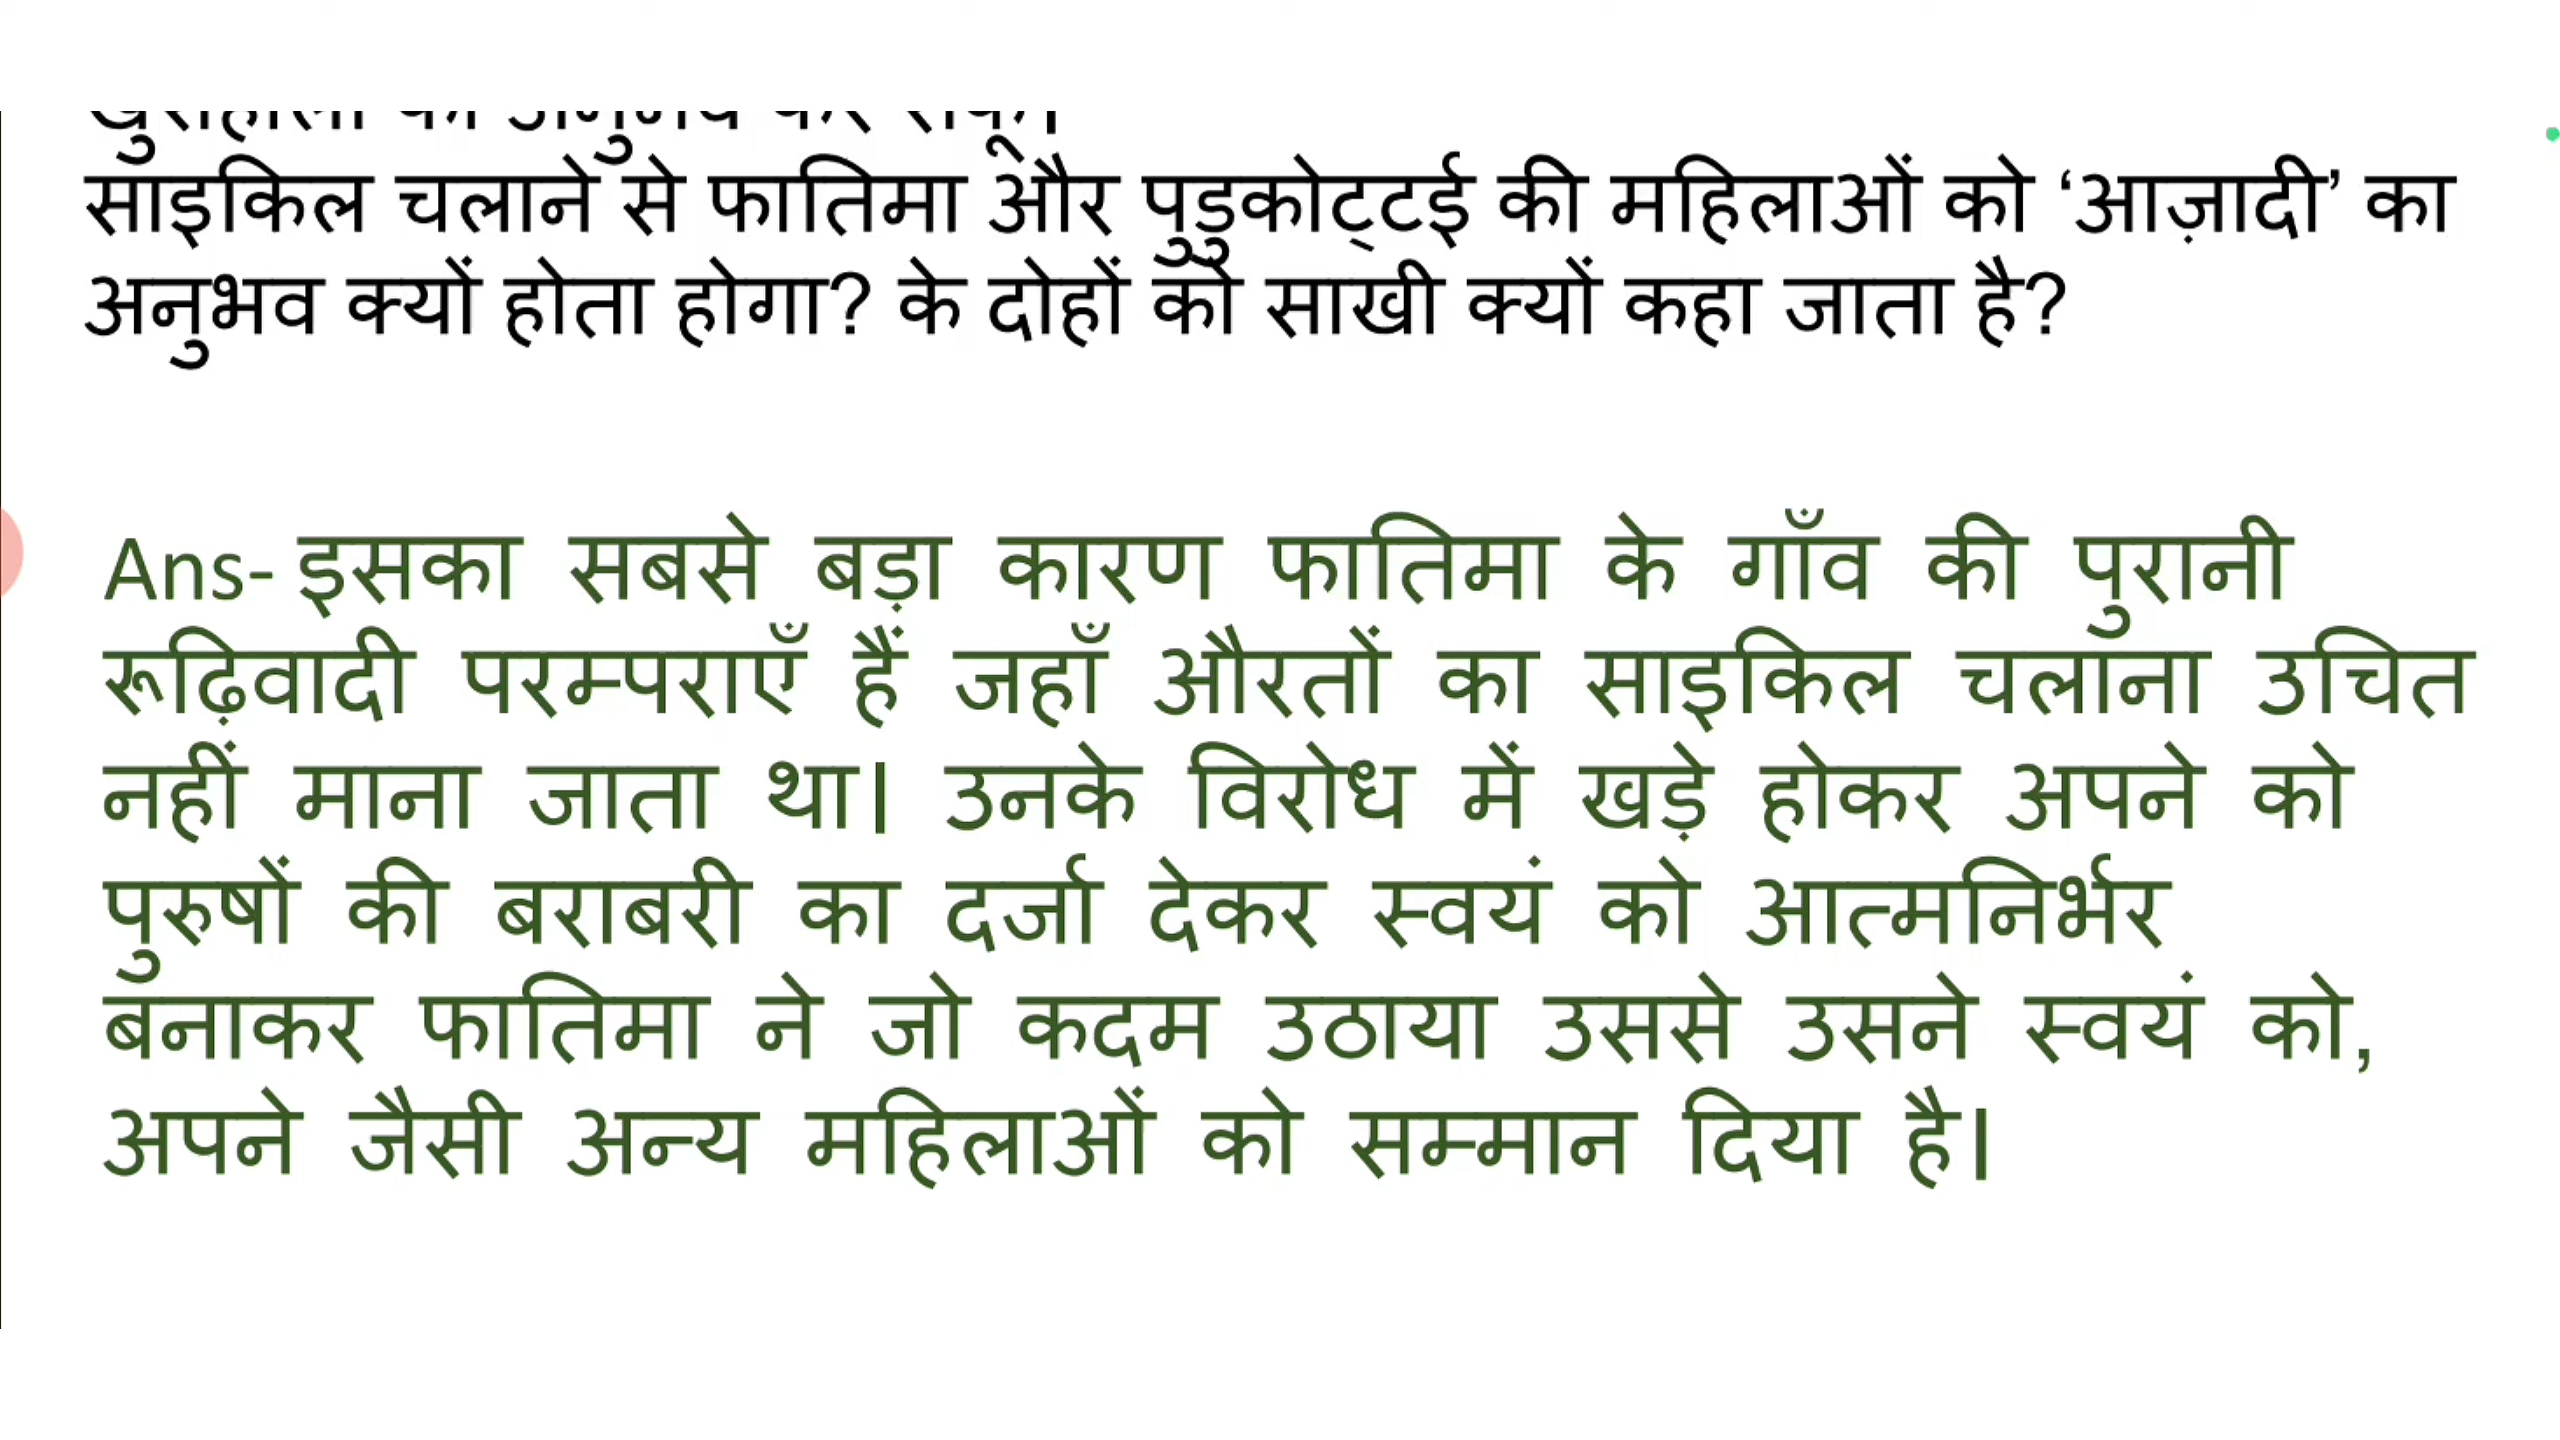 साइकिल चलाने से फातिमा और पुडुकोट्टई की महिलाओं को ‘आज़ादी’ का
अनुभव क्यों होता होगा? के दोहों को साखी क्यों कहा जाता है?
Ans- इसका सबसे बड़ा कारण फातिमा के गाँव की पुरानी
रूढ़िवादी परम्पराएँ हैं जहाँ औरतों का साइकिल चलाना उचित
नहीं माना जाता था। उनके विरोध में खड़े होकर अपने को
पुरुषों की बराबरी का दर्जा देकर स्वयं को आत्मनिर्भर
बनाकर फातिमा ने जो कदम उठाया उससे उसने स्वयं को,
अपने जैसी अन्य महिलाओं को सम्मान दिया है।